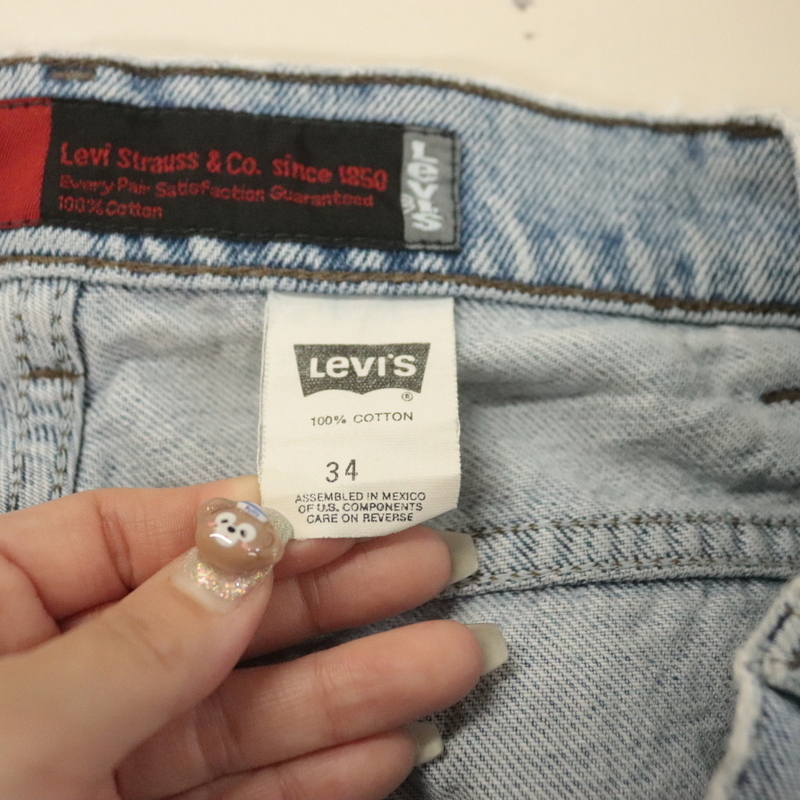 Levi Strauss & Co. since 1850
Every Pair Satisfaction Guaranteed
100% Cotton
Levi's
Levi's
®
100% COTTON
34
ASSEMBLED IN MEXICO
OF U.S. COMPONENTS
CARE ON REVERSE